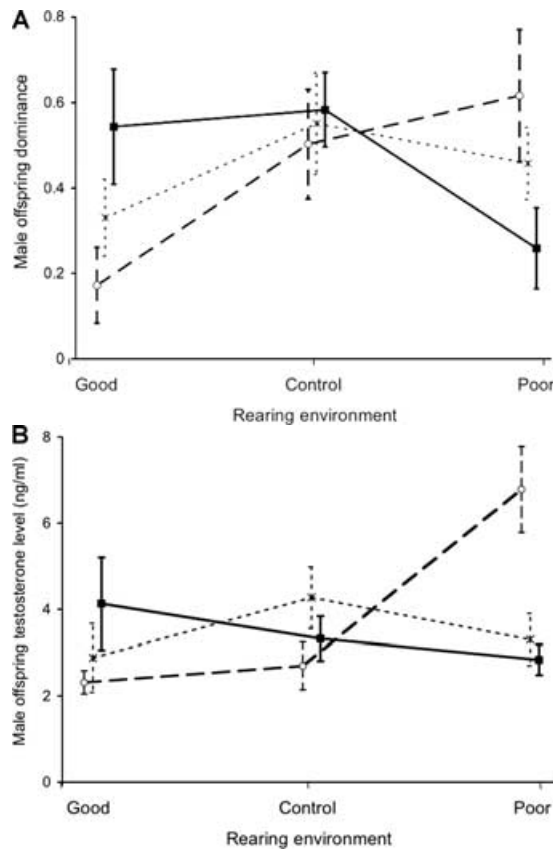 A
Male offspring dominance
0.8
0.6
0.4
0.2
0
Good Control Poor
Rearing environment
B
Male offspring testosterone level (ng/ml)
8
6
4
2
0
Good Control Poor
Rearing environment